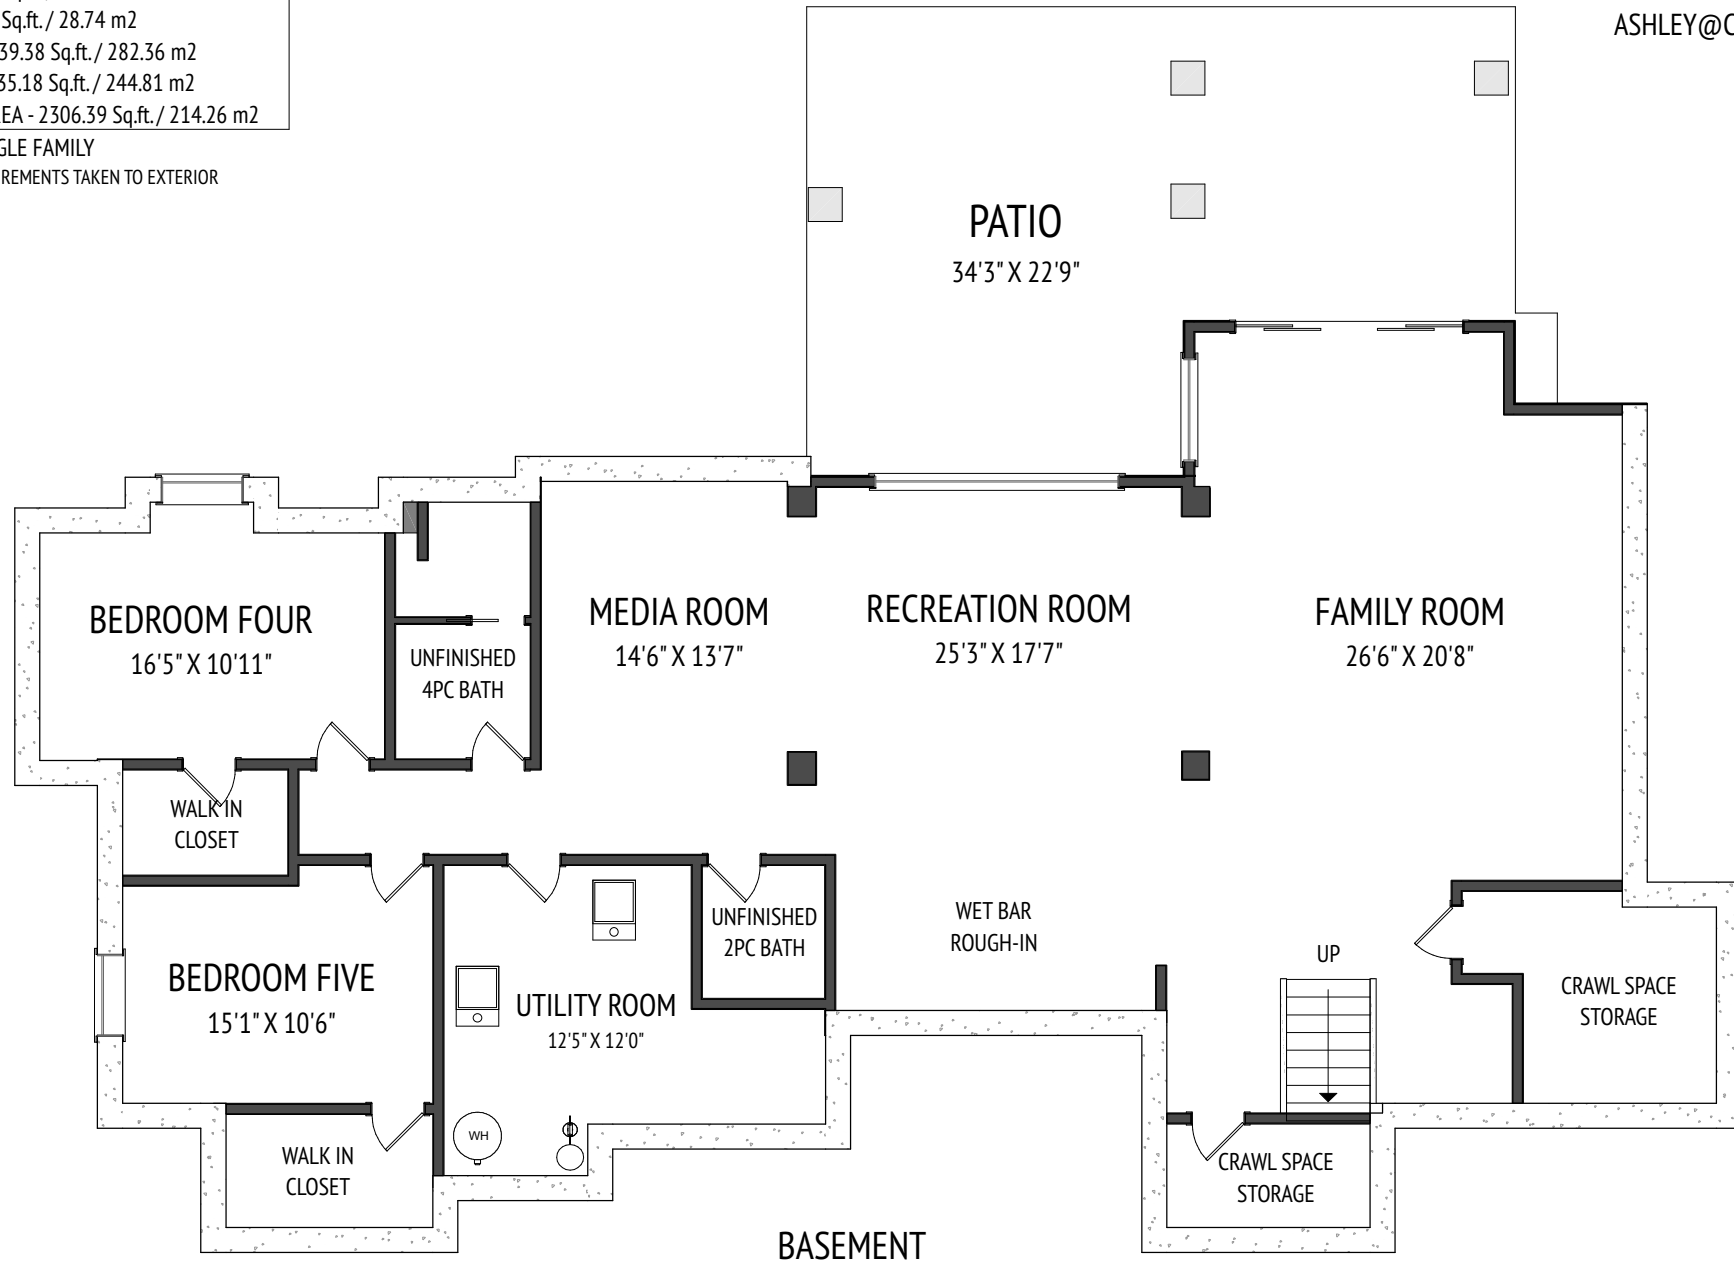 Sq.ft. / 28.74 m2
39.38 Sq.ft. / 282.36 m2
35.18 Sq.ft. / 244.81 m2
EA - 2306.39 Sq.ft. / 214.26 m2
GLE FAMILY
REMENTS TAKEN TO EXTERIOR
ASHLEY@C
PATIO
34'3" X 22'9"
BEDROOM FOUR
16'5" X 10'11"
UNFINISHED
4PC BATH
MEDIA ROOM
14'6" X 13'7"
RECREATION ROOM
25'3" X 17'7"
FAMILY ROOM
26'6" X 20'8"
WALK IN
CLOSET
BEDROOM FIVE
15'1" X 10'6"
UTILITY ROOM
12'5" X 12'0"
UNFINISHED
2PC BATH
WET BAR
ROUGH-IN
UP
CRAWL SPACE
STORAGE
WH
WALK IN
CLOSET
CRAWL SPACE
STORAGE
BASEMENT